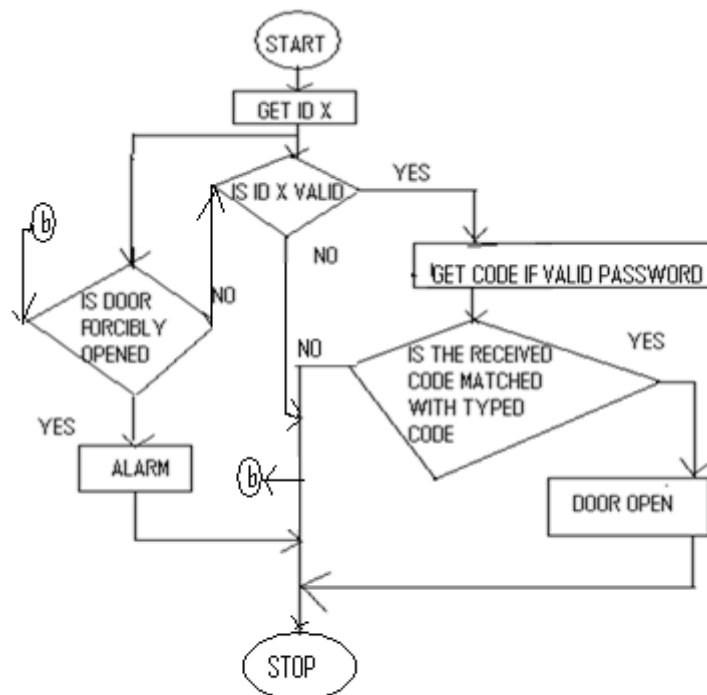 START
GET ID X
IS ID X VALID
YES
NO
b
IS DOOR
FORCIBLY
OPENED
NO
GET CODE IF VALID PASSWORD
NO
IS THE RECEIVED
CODE MATCHED
WITH TYPED
CODE
YES
YES
ALARM
b
DOOR OPEN
STOP